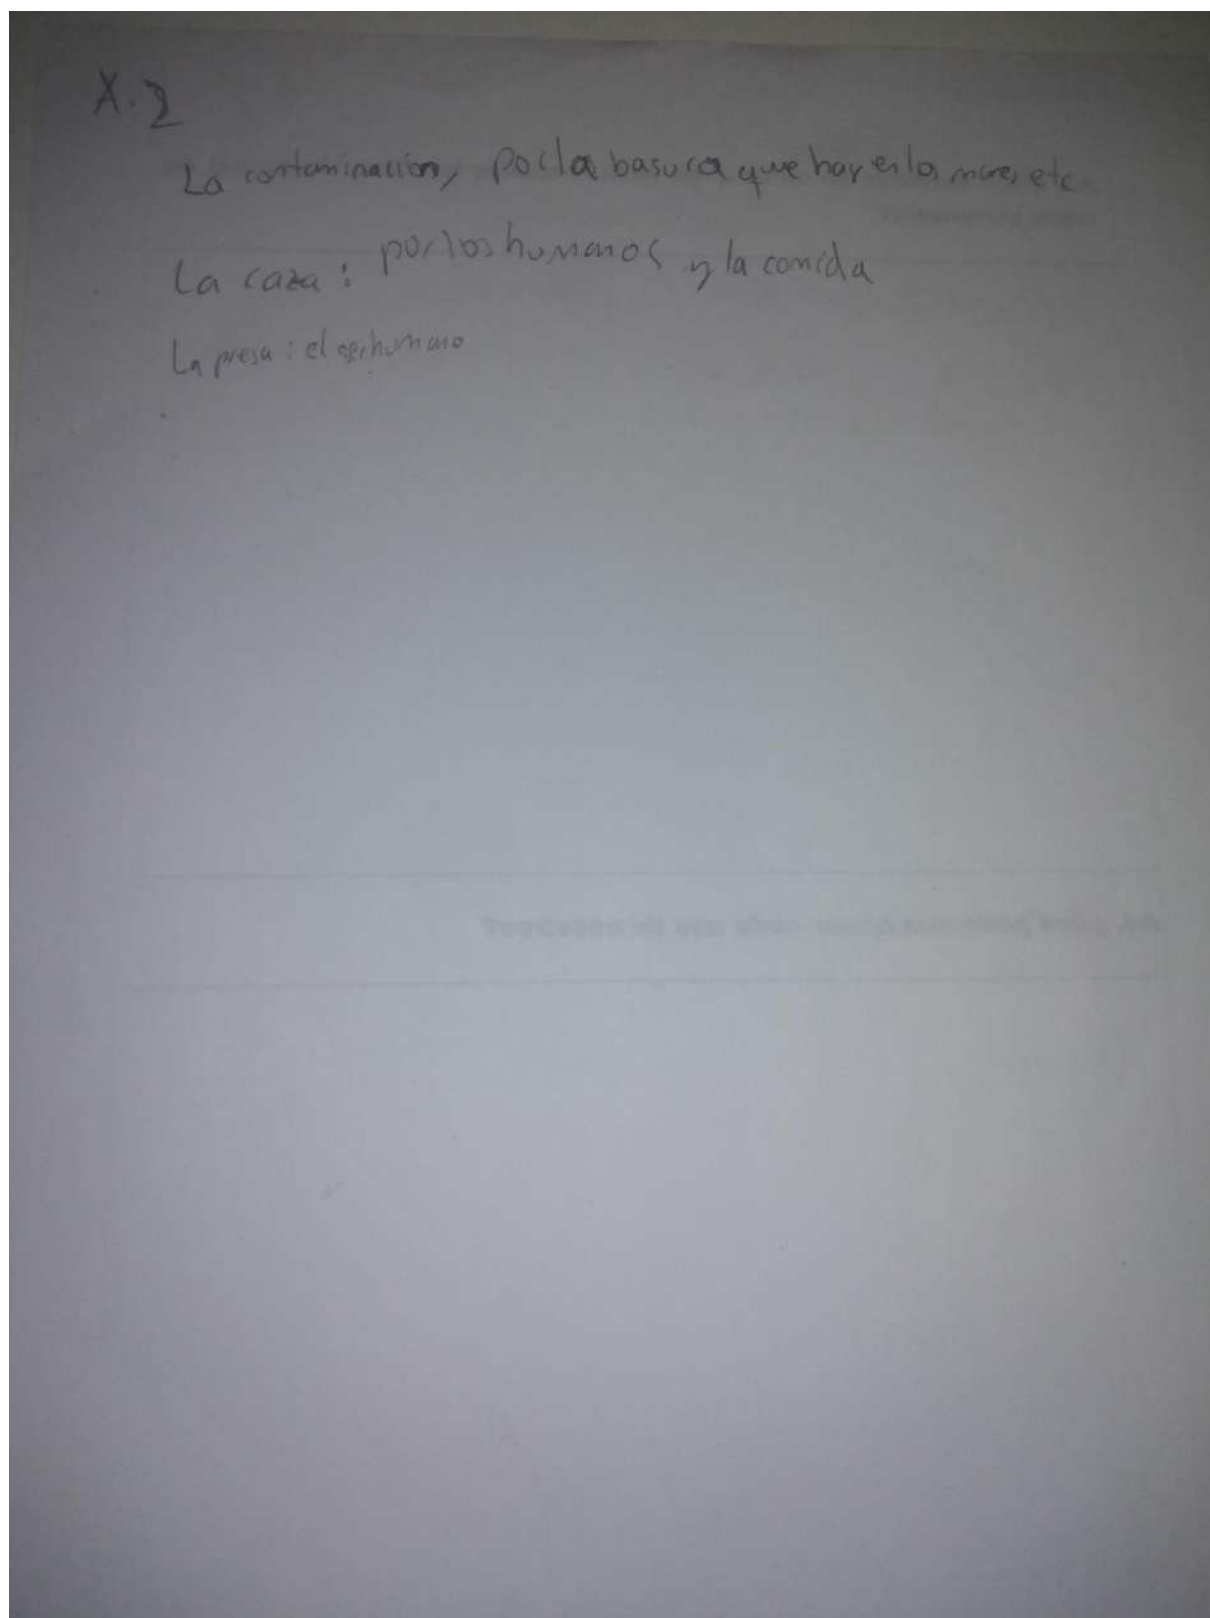 X.2
La contaminación, por la basura que hay en los mares etc
La caza: por los humanos y la comida
La presa: el ser humano